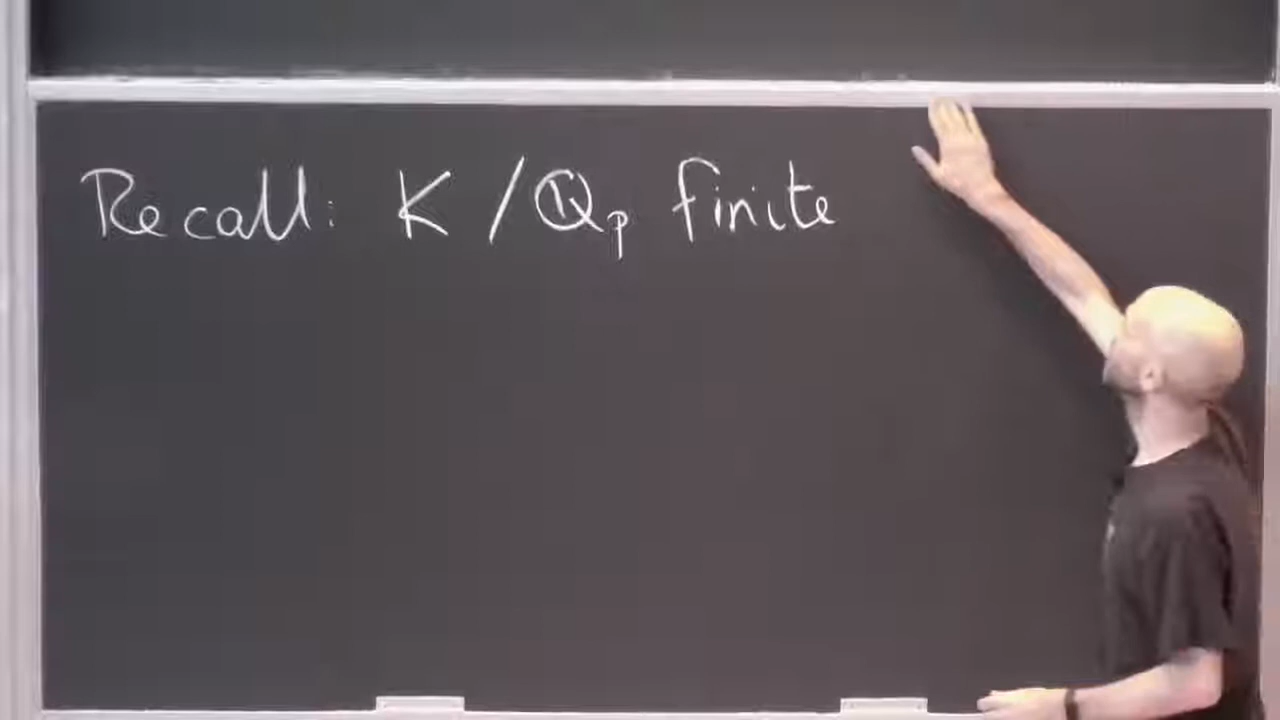 Recall: K / ℚₚ finite